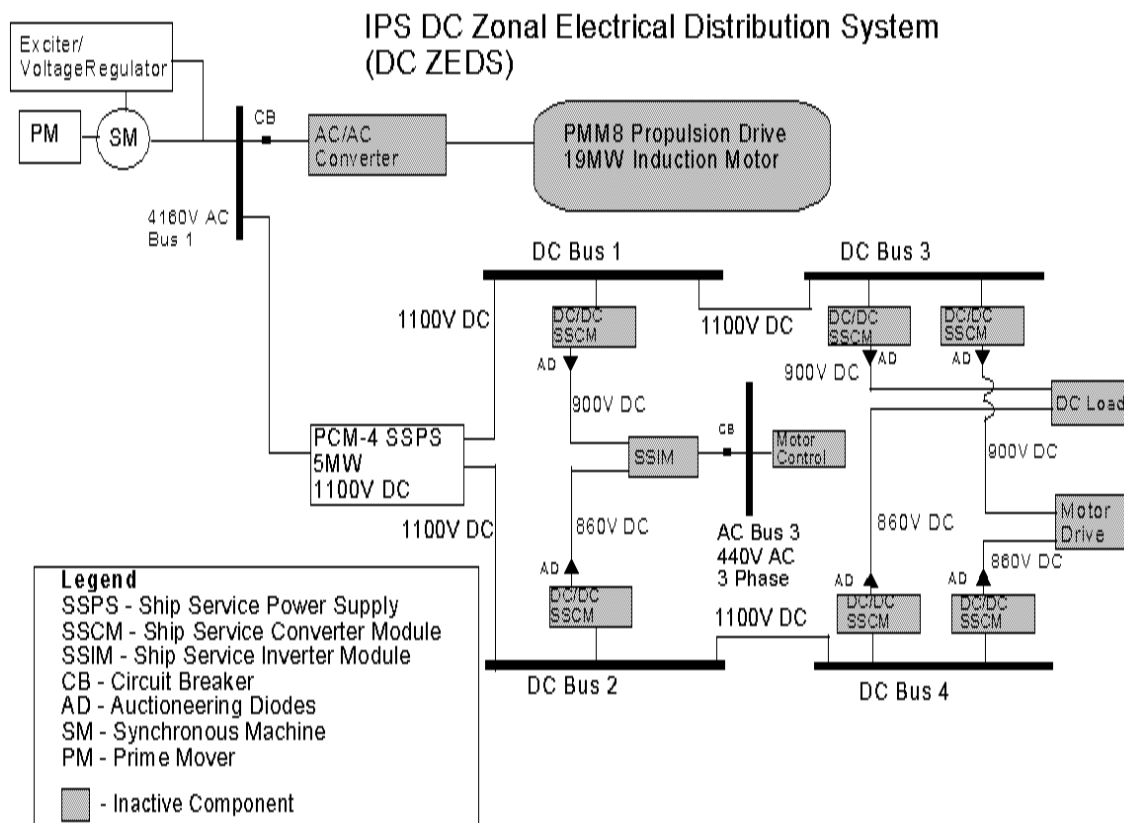 IPS DC Zonal Electrical Distribution System
(DC ZEDS)
Exciter/
VoltageRegulator
PM
SM
CB
AC/AC
Converter
PMM8 Propulsion Drive
19MW Induction Motor
4160V AC
Bus 1
DC Bus 1
DC Bus 3
1100V DC
DC/DC
SSCM
1100V DC
DC/DC
SSCM
DC/DC
SSCM
AD
AD
AD
900V DC
900V DC
DC Load
PCM-4 SSPS
5MW
1100V DC
SSIM
CB
Motor
Control
900V DC
1100V DC
860V DC
AC Bus 3
440V AC
3 Phase
860V DC
Motor
Drive
860V DC
AD
AD
AD
DC/DC
SSCM
1100V DC
DC/DC
SSCM
DC/DC
SSCM
DC Bus 2
DC Bus 4
Legend
SSPS - Ship Service Power Supply
SSCM - Ship Service Converter Module
SSIM - Ship Service Inverter Module
CB - Circuit Breaker
AD - Auctioneering Diodes
SM - Synchronous Machine
PM - Prime Mover
- Inactive Component